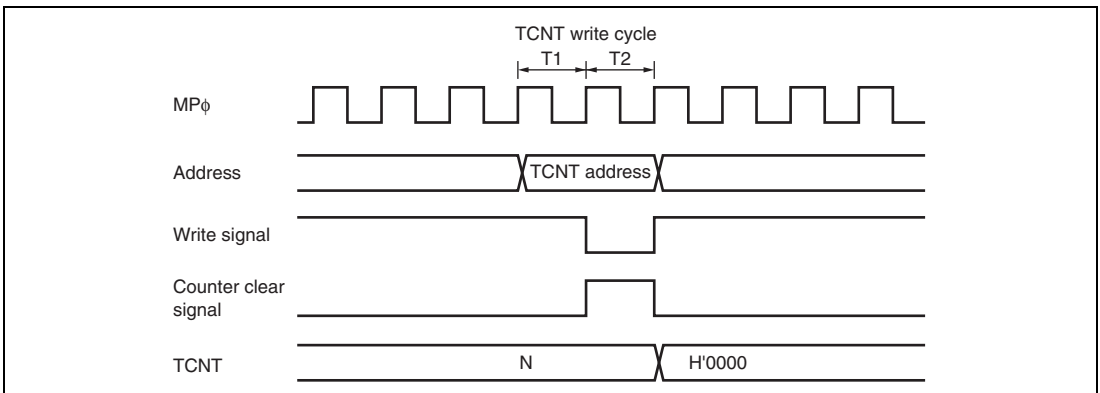 TCNT write cycle
T1 T2
MPϕ
Address
TCNT address
Write signal
Counter clear
signal
TCNT
N
H'0000